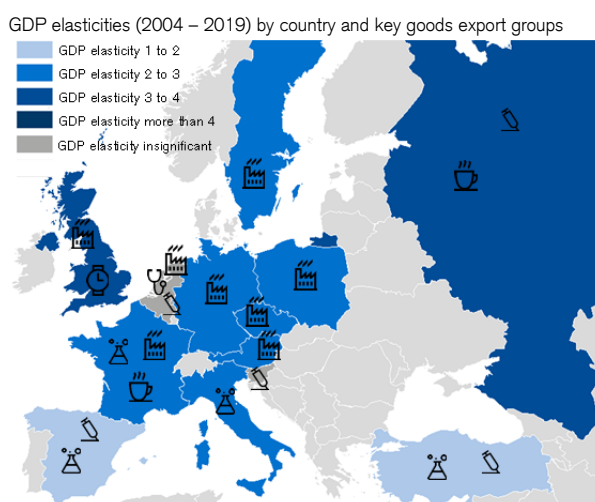 GDP elasticities (2004 – 2019) by country and key goods export groups
GDP elasticity 1 to 2
GDP elasticity 2 to 3
GDP elasticity 3 to 4
GDP elasticity more than 4
GDP elasticity insignificant